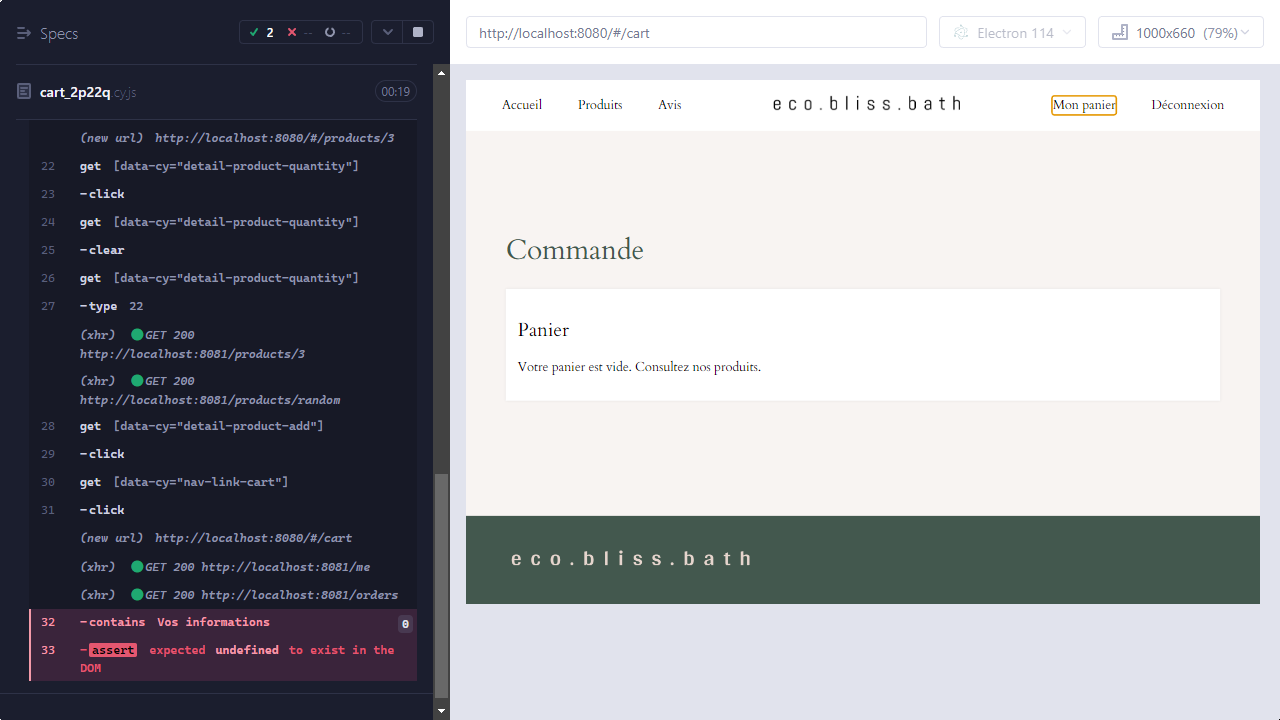 Specs
2
--
--
cart_2p22q.cy.js
00:19
(new url) http://localhost:8080/#/products/3
22 get [data-cy="detail-product-quantity"]
23 -click
24 get [data-cy="detail-product-quantity"]
25 -clear
26 get [data-cy="detail-product-quantity"]
27 -type 22
(xhr) GET 200
http://localhost:8081/products/3
(xhr) GET 200
http://localhost:8081/products/random
28 get [data-cy="detail-product-add"]
29 -click
30 get [data-cy="nav-link-cart"]
31 -click
(new url) http://localhost:8080/#/cart
(xhr) GET 200 http://localhost:8081/me
(xhr) GET 200 http://localhost:8081/orders
32 -contains Vos informations 0
33 -assert expected undefined to exist in the
DOM
http://localhost:8080/#/cart
Electron 114
1000x660 (79%)
Accueil Produits Avis eco.bliss.bath Mon panier Déconnexion
Commande
Panier
Votre panier est vide. Consultez nos produits.
eco.bliss.bath